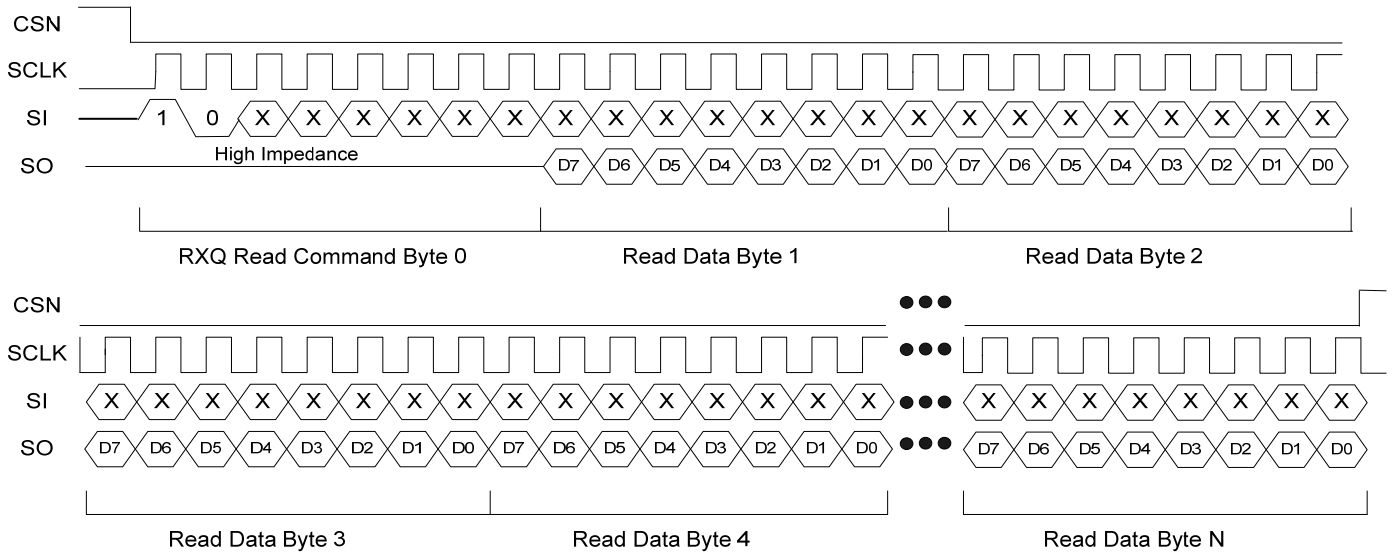 CSN
SCLK
SI 1 0 X X X X X X X X X X X X X X X X X X X X X X
High Impedance
SO D7 D6 D5 D4 D3 D2 D1 D0 D7 D6 D5 D4 D3 D2 D1 D0
RXQ Read Command Byte 0 Read Data Byte 1 Read Data Byte 2
CSN
SCLK
SI X X X X X X X X X X X X X X X X X X X X X X X X
SO D7 D6 D5 D4 D3 D2 D1 D0 D7 D6 D5 D4 D3 D2 D1 D0 D7 D6 D5 D4 D3 D2 D1 D0
Read Data Byte 3 Read Data Byte 4 Read Data Byte N